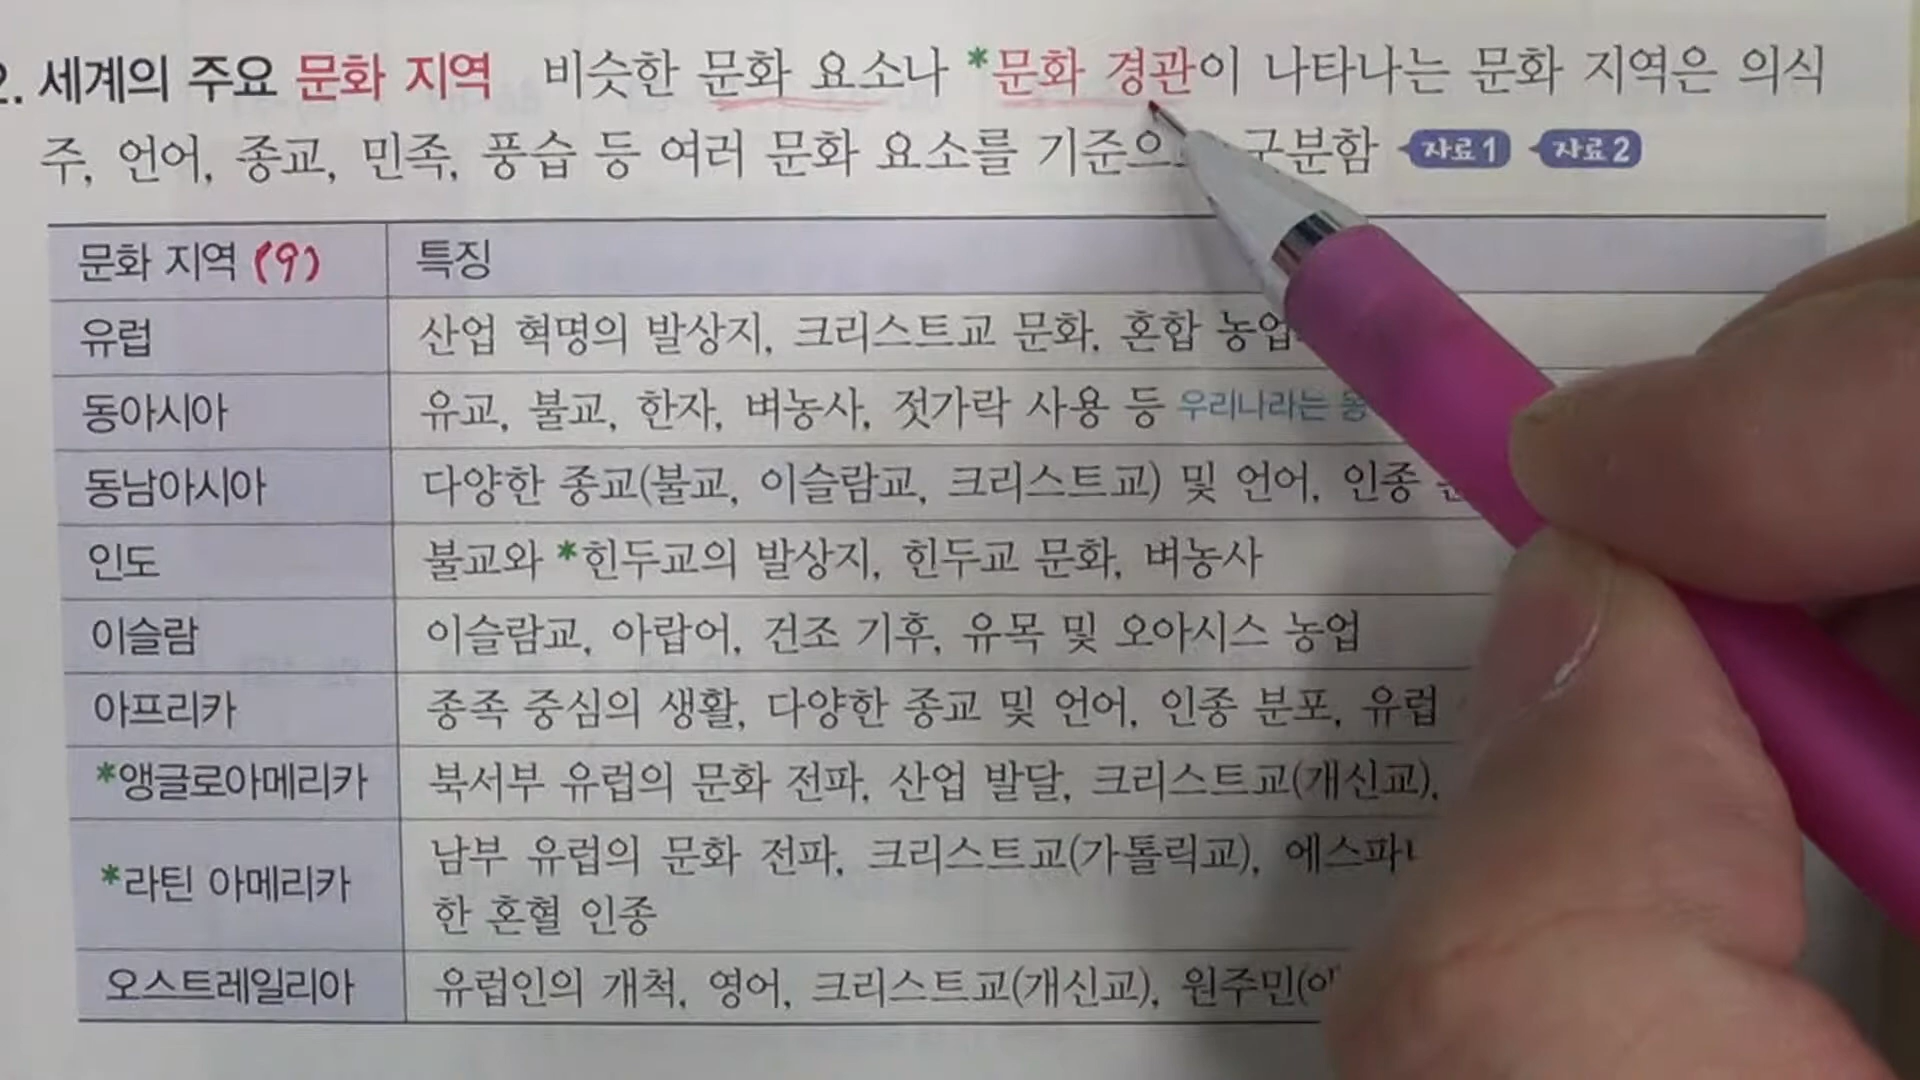 2. 세계의 주요 문화 지역 비슷한 문화 요소나 *문화 경관이 나타나는 문화 지역은 의식
주, 언어, 종교, 민족, 풍습 등 여러 문화 요소를 기준으로 구분함 자료1 자료2
문화 지역 (9) 특징
유럽 산업 혁명의 발상지, 크리스트교 문화, 혼합 농업
동아시아 유교, 불교, 한자, 벼농사, 젓가락 사용 등 우리나라는
동남아시아 다양한 종교(불교, 이슬람교, 크리스트교) 및 언어, 인종
인도 불교와 *힌두교의 발상지, 힌두교 문화, 벼농사
이슬람 이슬람교, 아랍어, 건조 기후, 유목 및 오아시스 농업
아프리카 종족 중심의 생활, 다양한 종교 및 언어, 인종 분포, 유럽
*앵글로아메리카 북서부 유럽의 문화 전파, 산업 발달, 크리스트교(개신교),
*라틴 아메리카 남부 유럽의 문화 전파, 크리스트교(가톨릭교), 에스파
한 혼혈 인종
오스트레일리아 유럽인의 개척, 영어, 크리스트교(개신교), 원주민(